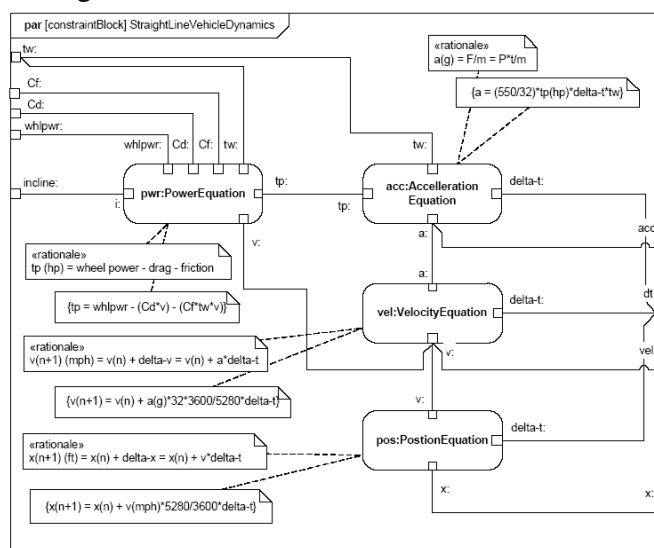 par [constraintBlock] StraightLineVehicleDynamics
tw:
Cf:
Cd:
whlpwr:
incline:
whlpwr: Cd: Cf: tw:
i:
pwr:PowerEquation
tp:
tp:
tw:
acc:Accelleration
Equation
delta-t:
«rationale»
a(g) = F/m = P*t/m
{a = (550/32)*tp(hp)*delta-t*tw}
v:
a:
acc
«rationale»
tp (hp) = wheel power - drag - friction
{tp = whlpwr - (Cd*v) - (Cf*tw*v)}
a:
vel:VelocityEquation
delta-t:
dt
«rationale»
v(n+1) (mph) = v(n) + delta-v = v(n) + a*delta-t
v:
vel
{v(n+1) = v(n) + a(g)*32*3600/5280*delta-t}
v:
pos:PostionEquation
delta-t:
«rationale»
x(n+1) (ft) = x(n) + delta-x = x(n) + v*delta-t
{x(n+1) = x(n) + v(mph)*5280/3600*delta-t}
x:
x: